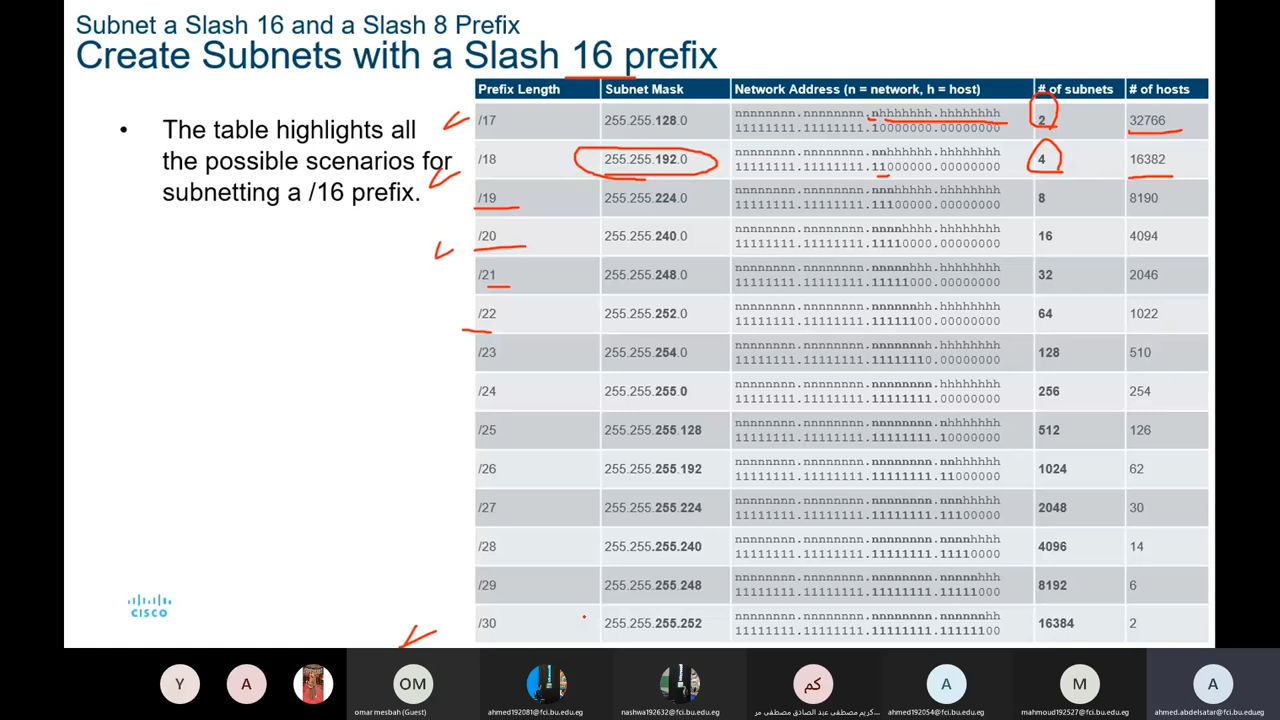 Subnet a Slash 16 and a Slash 8 Prefix
Create Subnets with a Slash 16 prefix
• The table highlights all
the possible scenarios for
subnetting a /16 prefix.
Prefix Length Subnet Mask Network Address (n = network, h = host) # of subnets # of hosts
/17 255.255.128.0 nnnnnnnn.nnnnnnnn.nhhhhhhh.hhhhhhhh 2 32766
11111111.11111111.10000000.00000000
/18 255.255.192.0 nnnnnnnn.nnnnnnnn.nnhhhhhh.hhhhhhhh 4 16382
11111111.11111111.11000000.00000000
/19 255.255.224.0 nnnnnnnn.nnnnnnnn.nnnhhhhh.hhhhhhhh 8 8190
11111111.11111111.11100000.00000000
/20 255.255.240.0 nnnnnnnn.nnnnnnnn.nnnnhhhh.hhhhhhhh 16 4094
11111111.11111111.11110000.00000000
/21 255.255.248.0 nnnnnnnn.nnnnnnnn.nnnnnhhh.hhhhhhhh 32 2046
11111111.11111111.11111000.00000000
/22 255.255.252.0 nnnnnnnn.nnnnnnnn.nnnnnnhh.hhhhhhhh 64 1022
11111111.11111111.11111100.00000000
/23 255.255.254.0 nnnnnnnn.nnnnnnnn.nnnnnnnh.hhhhhhhh 128 510
11111111.11111111.11111110.00000000
/24 255.255.255.0 nnnnnnnn.nnnnnnnn.nnnnnnnn.hhhhhhhh 256 254
11111111.11111111.11111111.00000000
/25 255.255.255.128 nnnnnnnn.nnnnnnnn.nnnnnnnn.nhhhhhhh 512 126
11111111.11111111.11111111.10000000
/26 255.255.255.192 nnnnnnnn.nnnnnnnn.nnnnnnnn.nnhhhhhh 1024 62
11111111.11111111.11111111.11000000
/27 255.255.255.224 nnnnnnnn.nnnnnnnn.nnnnnnnn.nnnhhhhh 2048 30
11111111.11111111.11111111.11100000
/28 255.255.255.240 nnnnnnnn.nnnnnnnn.nnnnnnnn.nnnnhhhh 4096 14
11111111.11111111.11111111.11110000
/29 255.255.255.248 nnnnnnnn.nnnnnnnn.nnnnnnnn.nnnnnhhh 8192 6
11111111.11111111.11111111.11111000
/30 255.255.255.252 nnnnnnnn.nnnnnnnn.nnnnnnnn.nnnnnnhh 16384 2
11111111.11111111.11111111.11111100
CISCO
Y A OM كم A M A
omar mesbah (Guest) ahmed192081@fci.bu.edu.eg nashwa192632@fci.bu.edu.eg كريم مصطفى عبد الصادق مصطفى مر... ahmed192054@fci.bu.edu.eg mahmoud192527@fci.bu.edu.eg ahmed.abdelsatar@fci.bu.edu.eg